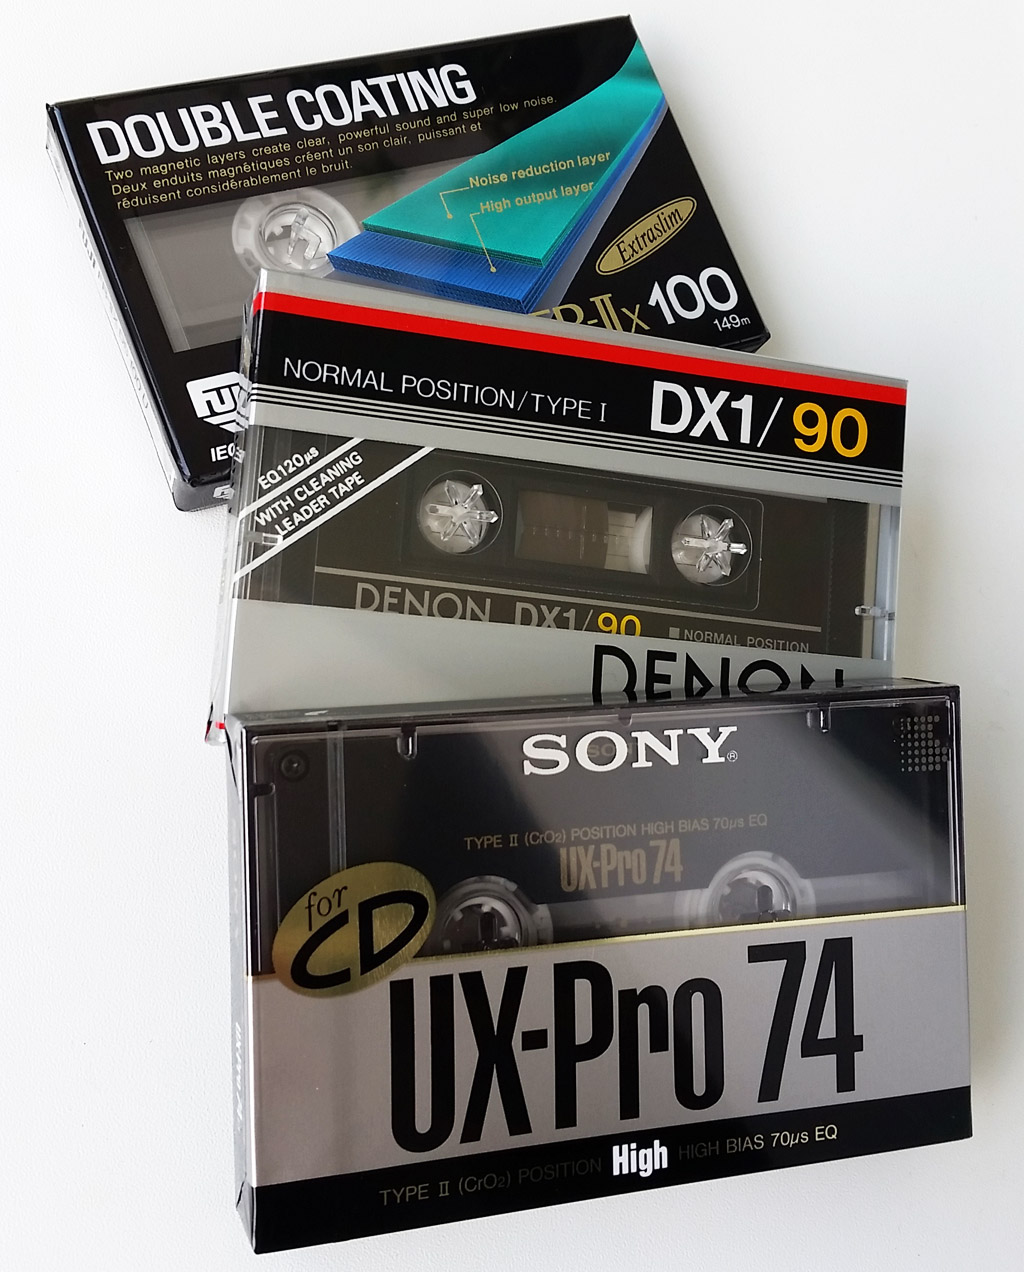 DOUBLE COATING
Two magnetic layers create clear, powerful sound and super low noise.
Deux enduits magnétiques créent un son clair, puissant et
réduisent considérablement le bruit.
Noise reduction layer
High output layer
Extraslim
-IIx 100
149m
FUJI
NORMAL POSITION/TYPE I
DX1/90
EQ120μs
WITH CLEANING
LEADER TAPE
DENON DX1/90
NORMAL POSITION
DENON
SONY®
TYPE II (CrO2) POSITION HIGH BIAS 70μs EQ
UX-Pro 74
for
CD
UX-Pro 74
TYPE II (CrO2) POSITION High HIGH BIAS 70μs EQ